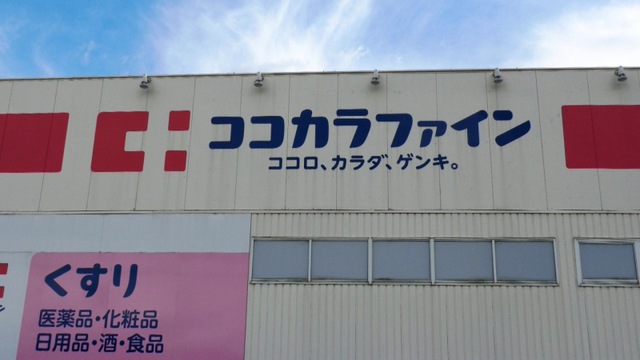 ココカラファイン
ココロ、カラダ、ゲンキ。
くすり
医薬品・化粧品
日用品・酒・食品